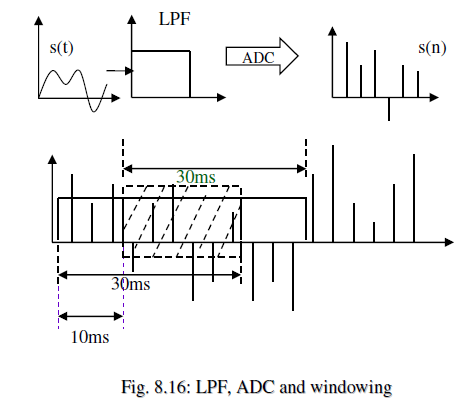 LPF
s(t)
ADC
s(n)
30ms
30ms
10ms
Fig. 8.16: LPF, ADC and windowing